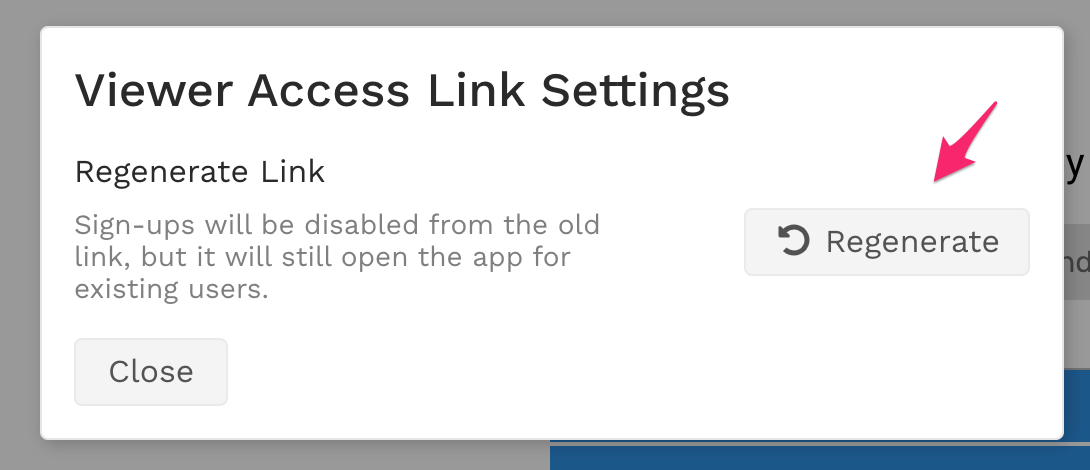 Viewer Access Link Settings
Regenerate Link
Sign-ups will be disabled from the old
link, but it will still open the app for
existing users.
Regenerate
Close
y
nd